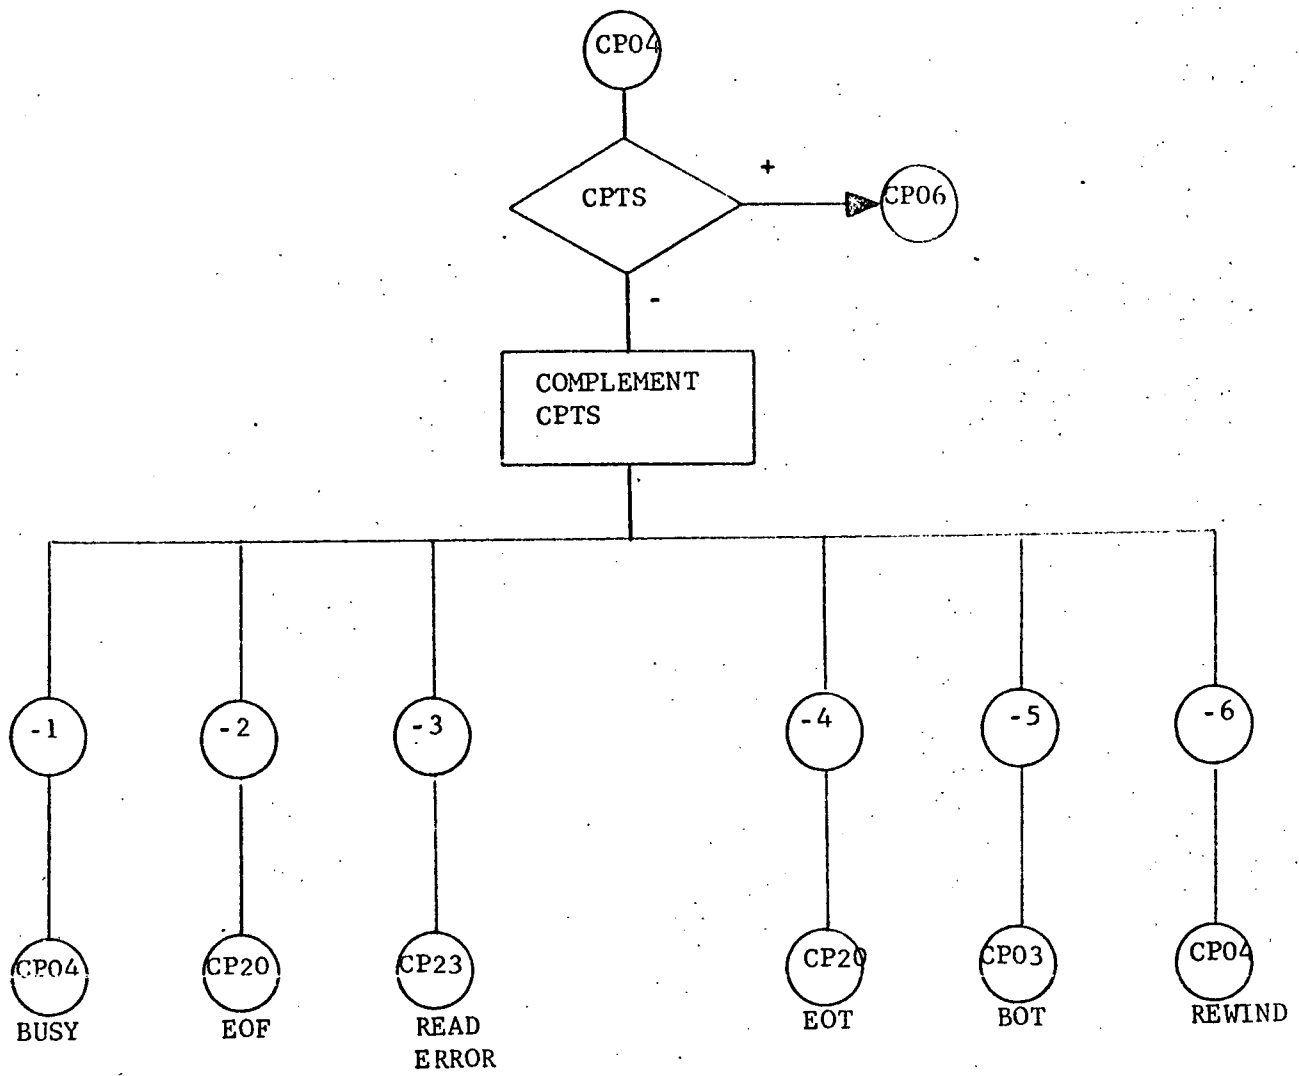 CP04
+
CPTS
CP06
-
COMPLEMENT
CPTS
-1
-2
-3
-4
-5
-6
CP04
CP20
CP23
CP20
CP03
CP04
BUSY
EOF
READ
ERROR
EOT
BOT
REWIND